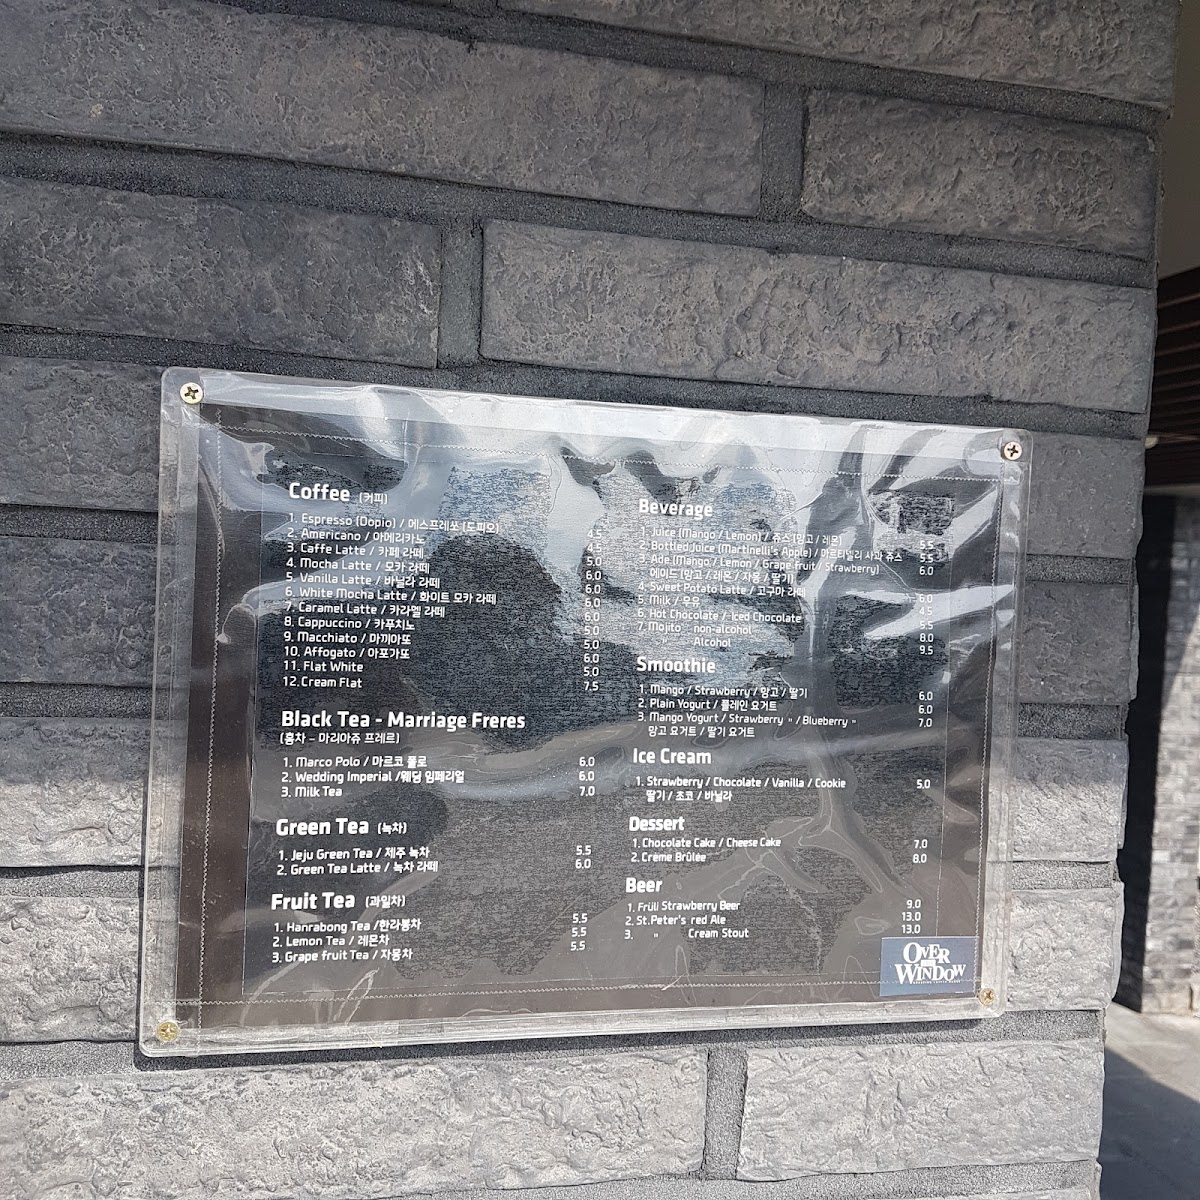 Coffee (커피)
1. Espresso (Dopio) / 에스프레쏘 (도피오) 4.5
2. Americano / 아메리카노 4.5
3. Caffe Latte / 카페 라떼 5.0
4. Mocha Latte / 모카 라떼 6.0
5. Vanilla Latte / 바닐라 라떼 6.0
6. White Mocha Latte / 화이트 모카 라떼 6.0
7. Caramel Latte / 카라멜 라떼 6.0
8. Cappuccino / 카푸치노 5.0
9. Macchiato / 마끼아또 5.0
10. Affogato / 아포가또 6.0
11. Flat White 5.0
12. Cream Flat 7.5
Black Tea - Marriage Freres
(홍차 - 마리아쥬 프레르)
1. Marco Polo / 마르코 폴로 6.0
2. Wedding Imperial /웨딩 임페리얼 6.0
3. Milk Tea 7.0
Green Tea (녹차)
1. Jeju Green Tea / 제주 녹차 5.5
2. Green Tea Latte / 녹차 라떼 6.0
Fruit Tea (과일차)
1. Hanrabong Tea /한라봉차 5.5
2. Lemon Tea / 레몬차 5.5
3. Grape fruit Tea / 자몽차 5.5
Beverage
1. Juice (Mango / Lemon) / 쥬스 (망고 / 레몬) 5.5
2. Bottled Juice (Martinelli's Apple) / 마르티넬리 사과 쥬스 5.5
3. Ade (Mango / Lemon / Grape fruit / Strawberry) 6.0
에이드 (망고 / 레몬 / 자몽 / 딸기)
4. Sweet Potato Latte / 고구마 라떼 6.0
5. Milk / 우유 4.5
6. Hot Chocolate / Iced Chocolate 5.5
7. Mojito non-alcohol 8.0
" Alcohol 9.5
Smoothie
1. Mango / Strawberry / 망고 / 딸기 6.0
2. Plain Yogurt / 플레인 요거트 6.0
3. Mango Yogurt / Strawberry " / Blueberry " 7.0
망고 요거트 / 딸기 요거트
Ice Cream
1. Strawberry / Chocolate / Vanilla / Cookie 5.0
딸기 / 초코 / 바닐라
Dessert
1. Chocolate Cake / Cheese Cake 7.0
2. Crème Brûlée 8.0
Beer
1. Früli Strawberry Beer 9.0
2. St.Peter's red Ale 13.0
3. " Cream Stout 13.0
OVER
THE
WINDOW